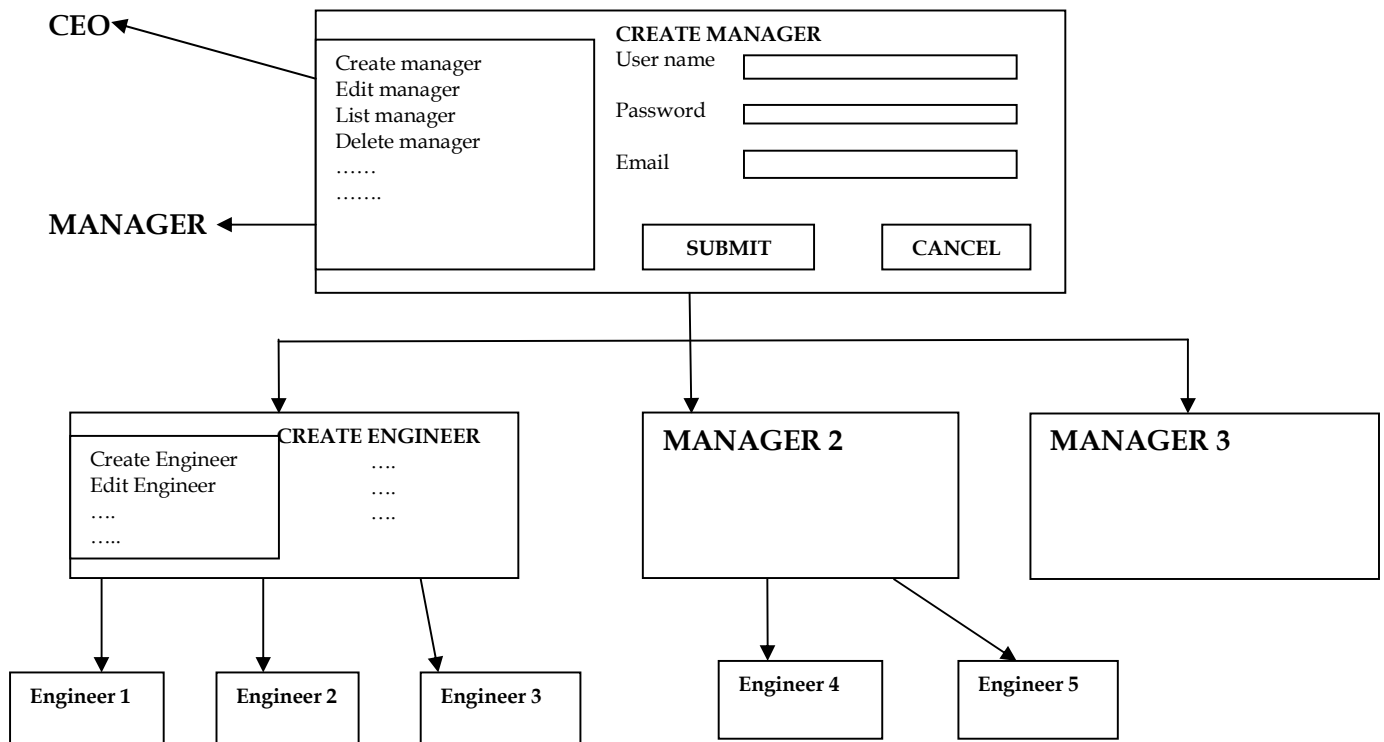 CEO
CREATE MANAGER
Create manager
Edit manager
List manager
Delete manager
……
…….
User name
Password
Email
MANAGER
SUBMIT
CANCEL
CREATE ENGINEER
Create Engineer
Edit Engineer
….
…..
….
….
….
MANAGER 2
MANAGER 3
Engineer 1
Engineer 2
Engineer 3
Engineer 4
Engineer 5